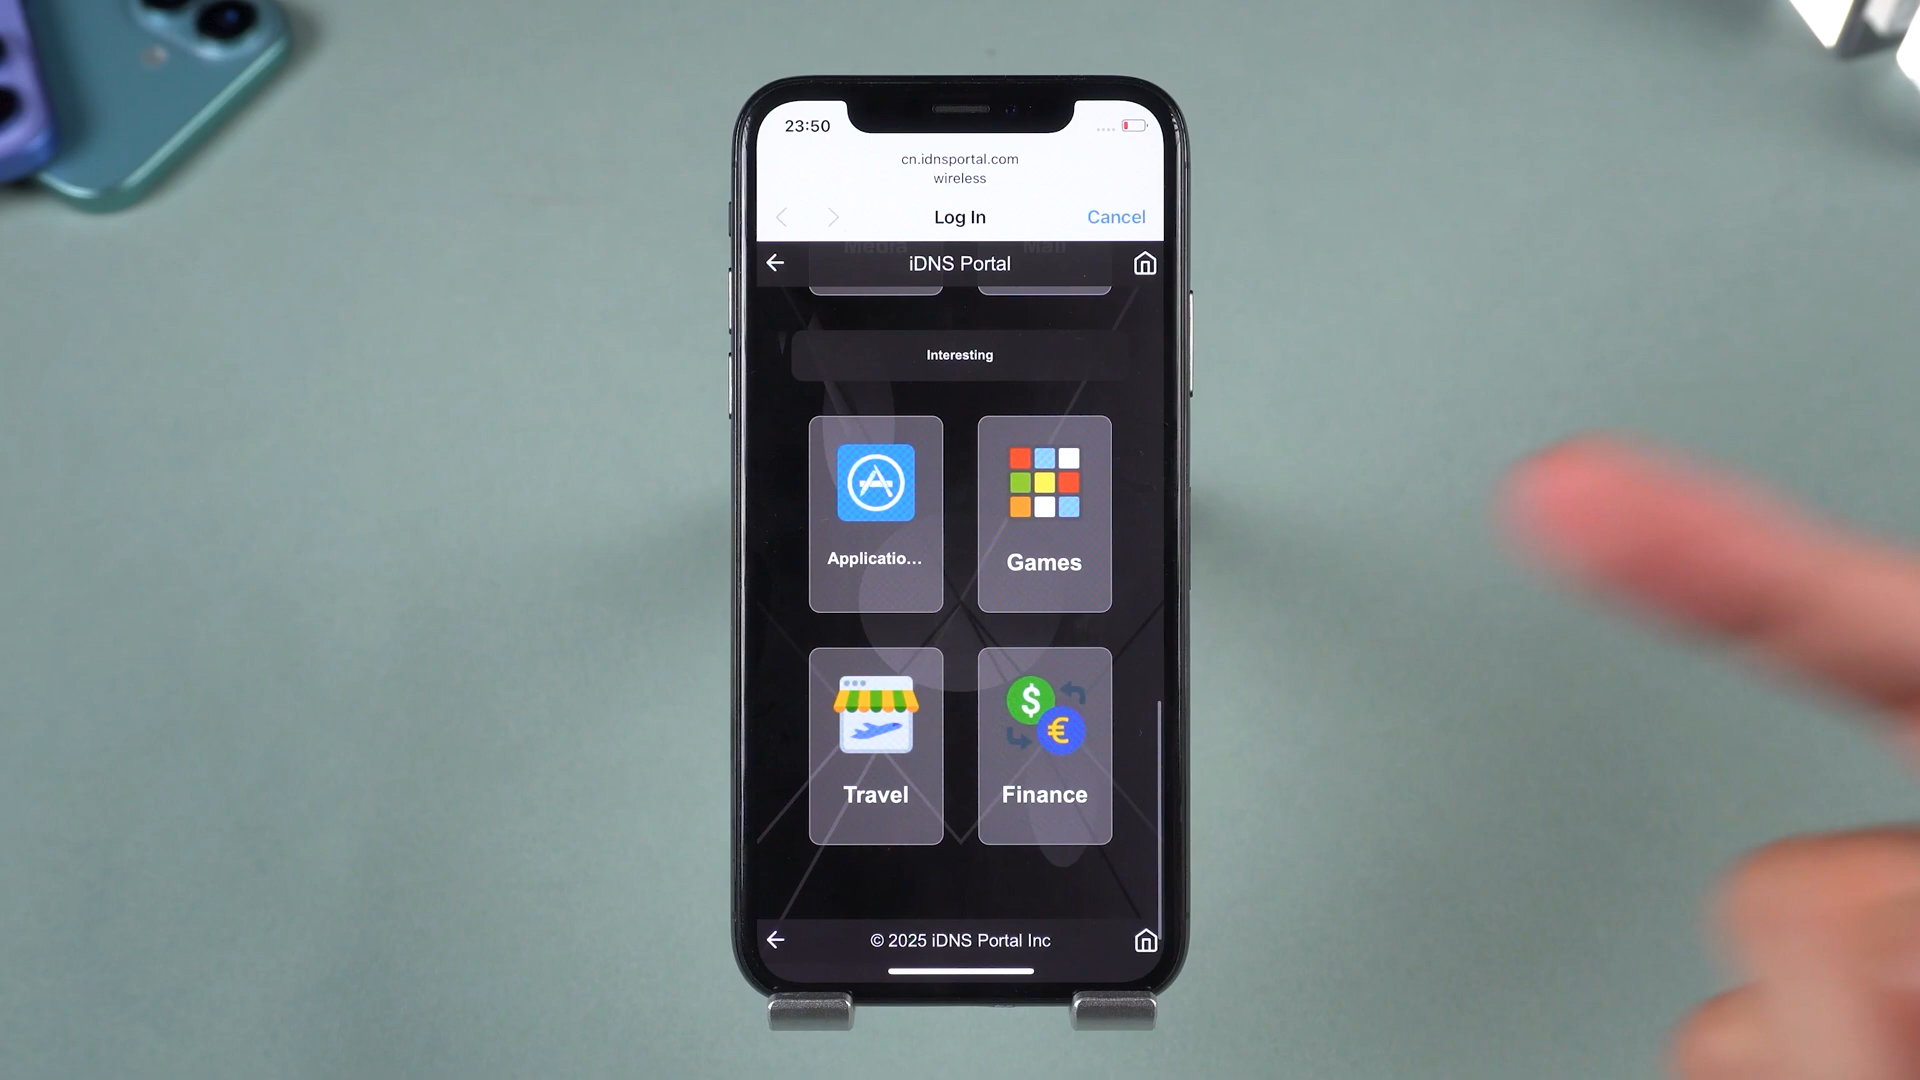 23:50
cn.idnsportal.com
wireless
Log In
Cancel
Media
Mail
iDNS Portal
Interesting
Applicatio...
Games
$
€
Travel
Finance
© 2025 iDNS Portal Inc